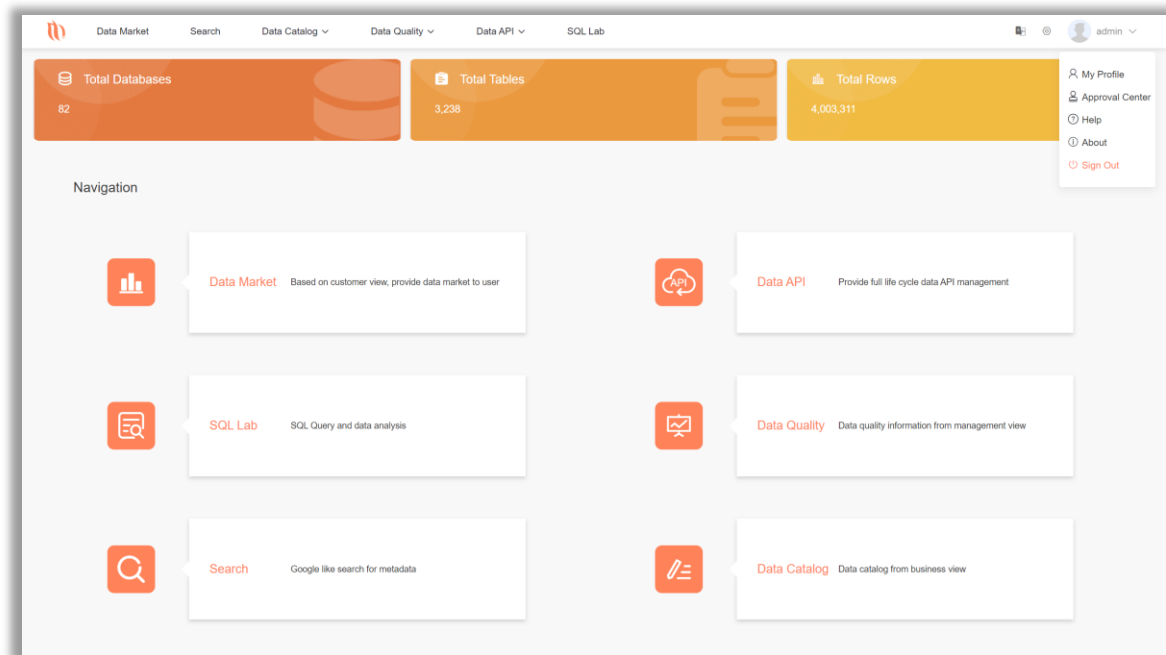 Data Market Search Data Catalog Data Quality Data API SQL Lab admin
Total Databases
82
Total Tables
3,238
Total Rows
4,003,311
My Profile
Approval Center
Help
About
Sign Out
Navigation
Data Market Based on customer view, provide data market to user
API
Data API Provide full life cycle data API management
SQL Lab SQL Query and data analysis
Data Quality Data quality information from management view
Search Google like search for metadata
Data Catalog Data catalog from business view